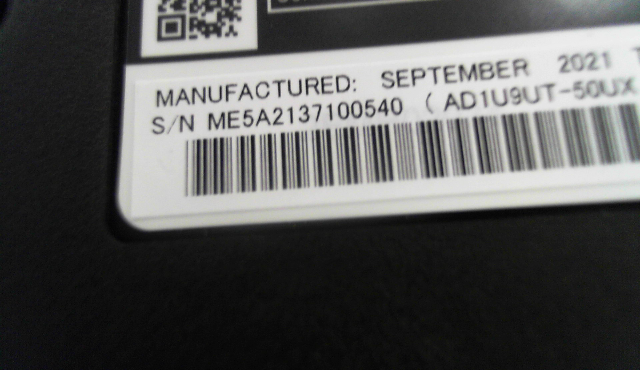 MANUFACTURED: SEPTEMBER 2021
S/N ME5A2137100540 (AD1U9UT-50UX